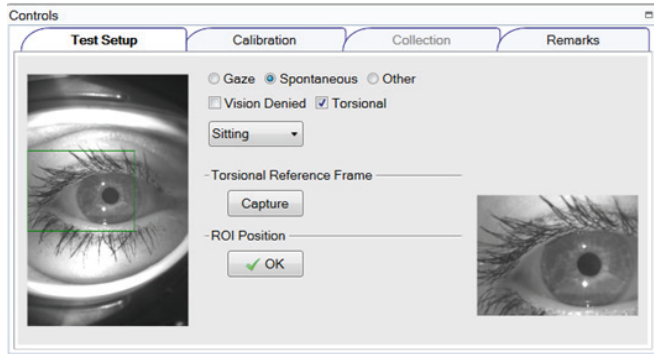 Controls
Test Setup Calibration Collection Remarks
Gaze Spontaneous Other
Vision Denied Torsional
Sitting
Torsional Reference Frame
Capture
ROI Position
OK